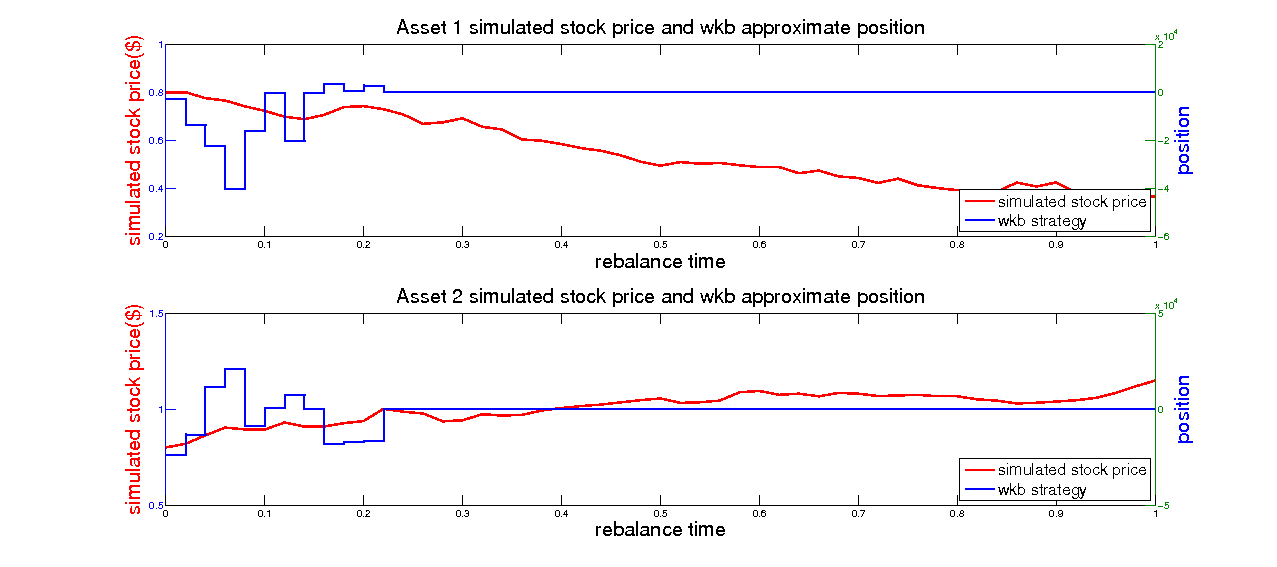 Asset 1 simulated stock price and wkb approximate position
x 10^4
1
0.8
0.6
0.4
0.2
simulated stock price($)
2
0
-2
-4
-6
position
simulated stock price
wkb strategy
0 0.1 0.2 0.3 0.4 0.5 0.6 0.7 0.8 0.9 1
rebalance time
Asset 2 simulated stock price and wkb approximate position
x 10^4
1.5
1
0.5
simulated stock price($)
5
0
-5
position
simulated stock price
wkb strategy
0 0.1 0.2 0.3 0.4 0.5 0.6 0.7 0.8 0.9 1
rebalance time